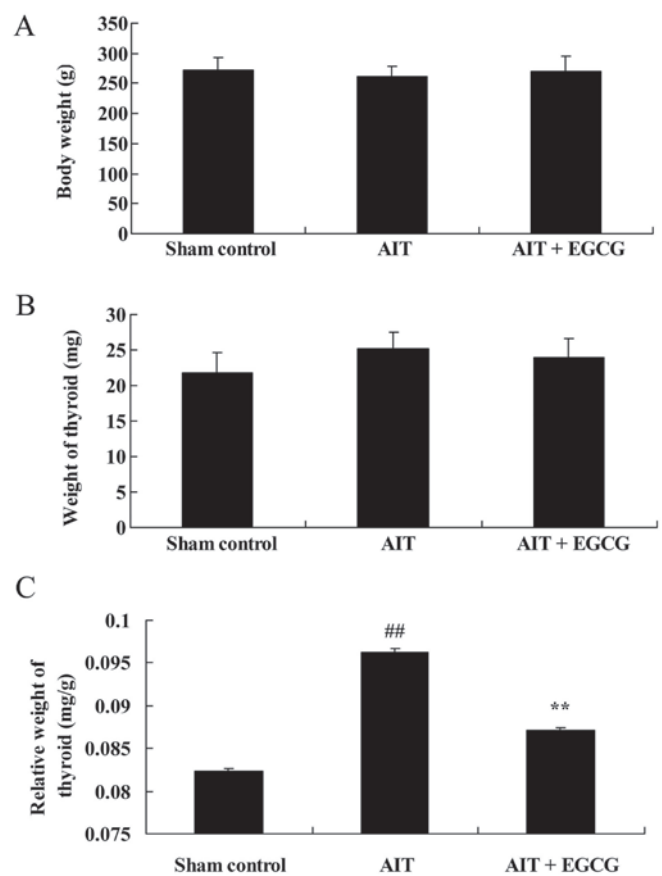 A
Body weight (g)
350
300
250
200
150
100
50
0
Sham control AIT AIT + EGCG
B
Weight of thyroid (mg)
30
25
20
15
10
5
0
Sham control AIT AIT + EGCG
C
Relative weight of
thyroid (mg/g)
0.1
0.095
0.09
0.085
0.08
0.075
##
**
Sham control AIT AIT + EGCG